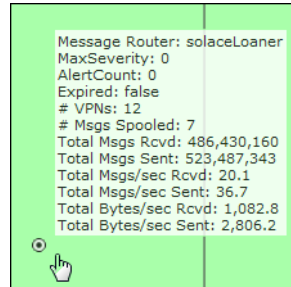 Message Router: solaceLoaner
MaxSeverity: 0
AlertCount: 0
Expired: false
# VPNs: 12
# Msgs Spooled: 7
Total Msgs Rcvd: 486,430,160
Total Msgs Sent: 523,487,343
Total Msgs/sec Rcvd: 20.1
Total Msgs/sec Sent: 36.7
Total Bytes/sec Rcvd: 1,082.8
Total Bytes/sec Sent: 2,806.2